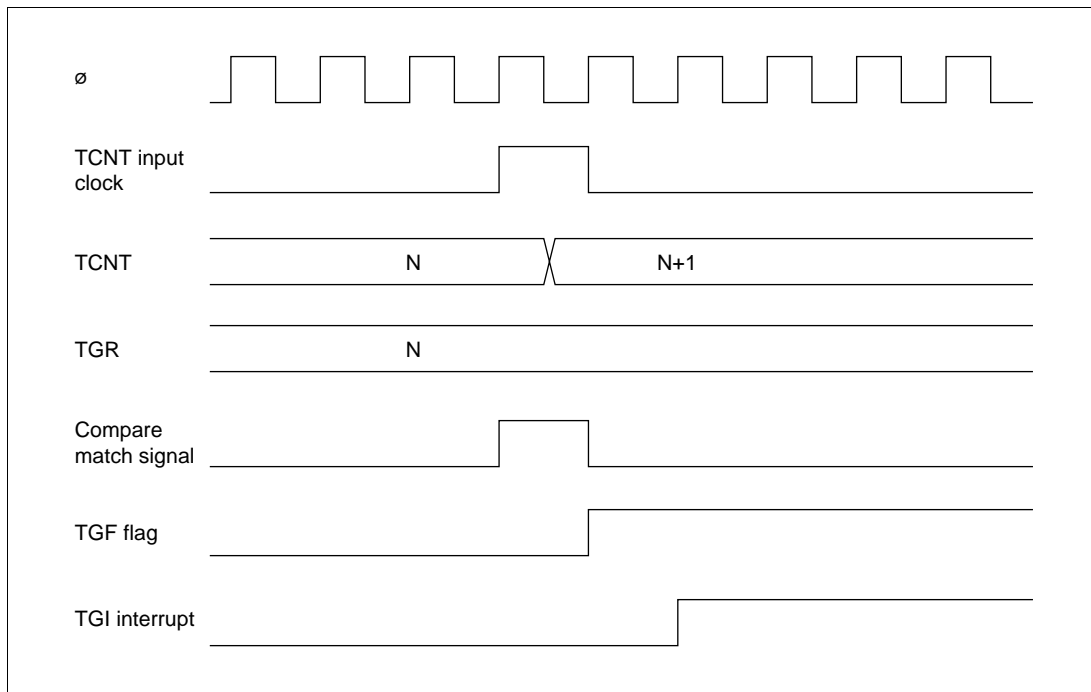 ø
TCNT input
clock
TCNT
N
N+1
TGR
N
Compare
match signal
TGF flag
TGI interrupt